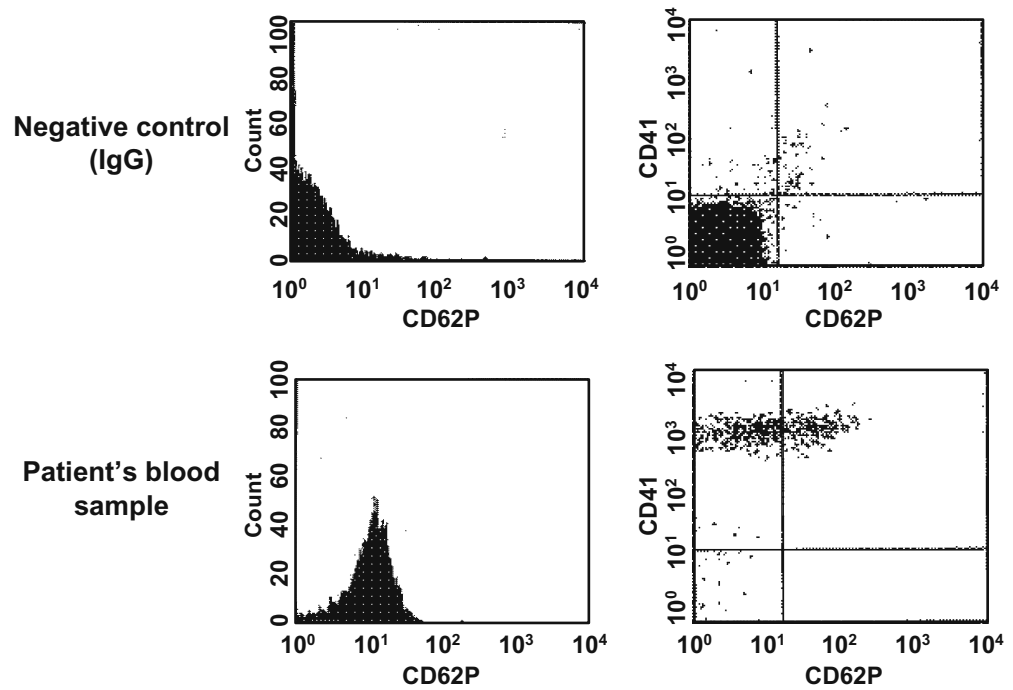 Negative control
(IgG)
Count
100
80
60
40
20
0
10⁰ 10¹ 10² 10³ 10⁴
CD62P
CD41
10⁴
10³
10²
10¹
10⁰
10⁰ 10¹ 10² 10³ 10⁴
CD62P
Patient's blood
sample
Count
100
80
60
40
20
0
10⁰ 10¹ 10² 10³ 10⁴
CD62P
CD41
10⁴
10³
10²
10¹
10⁰
10⁰ 10¹ 10² 10³ 10⁴
CD62P